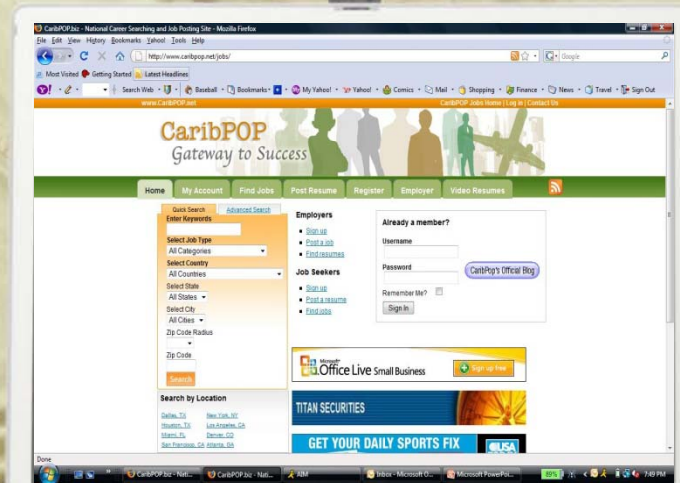 CaribPOP.biz - National Career Searching and Job Posting Site - Mozilla Firefox
File Edit View History Bookmarks Yahoo! Tools Help
http://www.caribpop.net/jobs/ Google
Most Visited Getting Started Latest Headlines
Search Web Baseball Bookmarks My Yahoo! Yahoo! Comics Mail Shopping Finance News Travel Sign Out
www.CaribPOP.net CaribPOP Jobs Home | Log in | Contact Us
CaribPOP
Gateway to Success
Home My Account Find Jobs Post Resume Register Employer Video Resumes
Quick Search Advanced Search
Enter Keywords
Select Job Type
All Categories
Select Country
All Countries
Select State
All States
Select City
All Cities
Zip Code Radius
Zip Code
Search
Search by Location
Dallas, TX New York, NY
Houston, TX Los Angeles, CA
Miami, FL Denver, CO
San Francisco, CA Atlanta, GA
Employers
Sign up
Post a job
Find resumes
Job Seekers
Sign up
Post a resume
Find jobs
Already a member?
Username
Password
CaribPop's Official Blog
Remember Me?
Sign In
Microsoft
Office Live Small Business Sign up free
TITAN SECURITIES
GET YOUR DAILY SPORTS FIX USA
Done
CaribPOP.biz - Nati... CaribPOP.biz - Nati... AIM Inbox - Microsoft O... Microsoft PowerPoi... 89% 7:49 PM